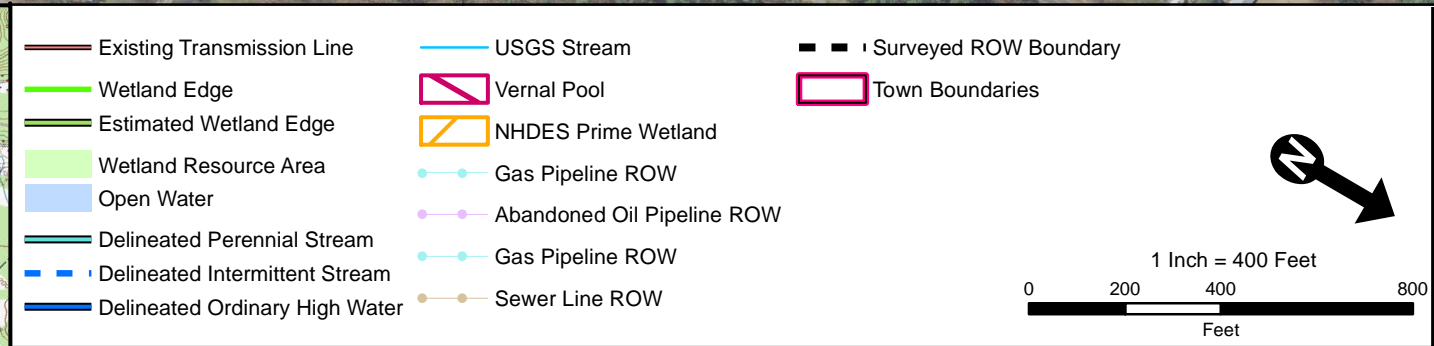 Existing Transmission Line
Wetland Edge
Estimated Wetland Edge
Wetland Resource Area
Open Water
Delineated Perennial Stream
Delineated Intermittent Stream
Delineated Ordinary High Water
USGS Stream
Vernal Pool
NHDES Prime Wetland
Gas Pipeline ROW
Abandoned Oil Pipeline ROW
Gas Pipeline ROW
Sewer Line ROW
Surveyed ROW Boundary
Town Boundaries
N
1 Inch = 400 Feet
0 200 400 800
Feet